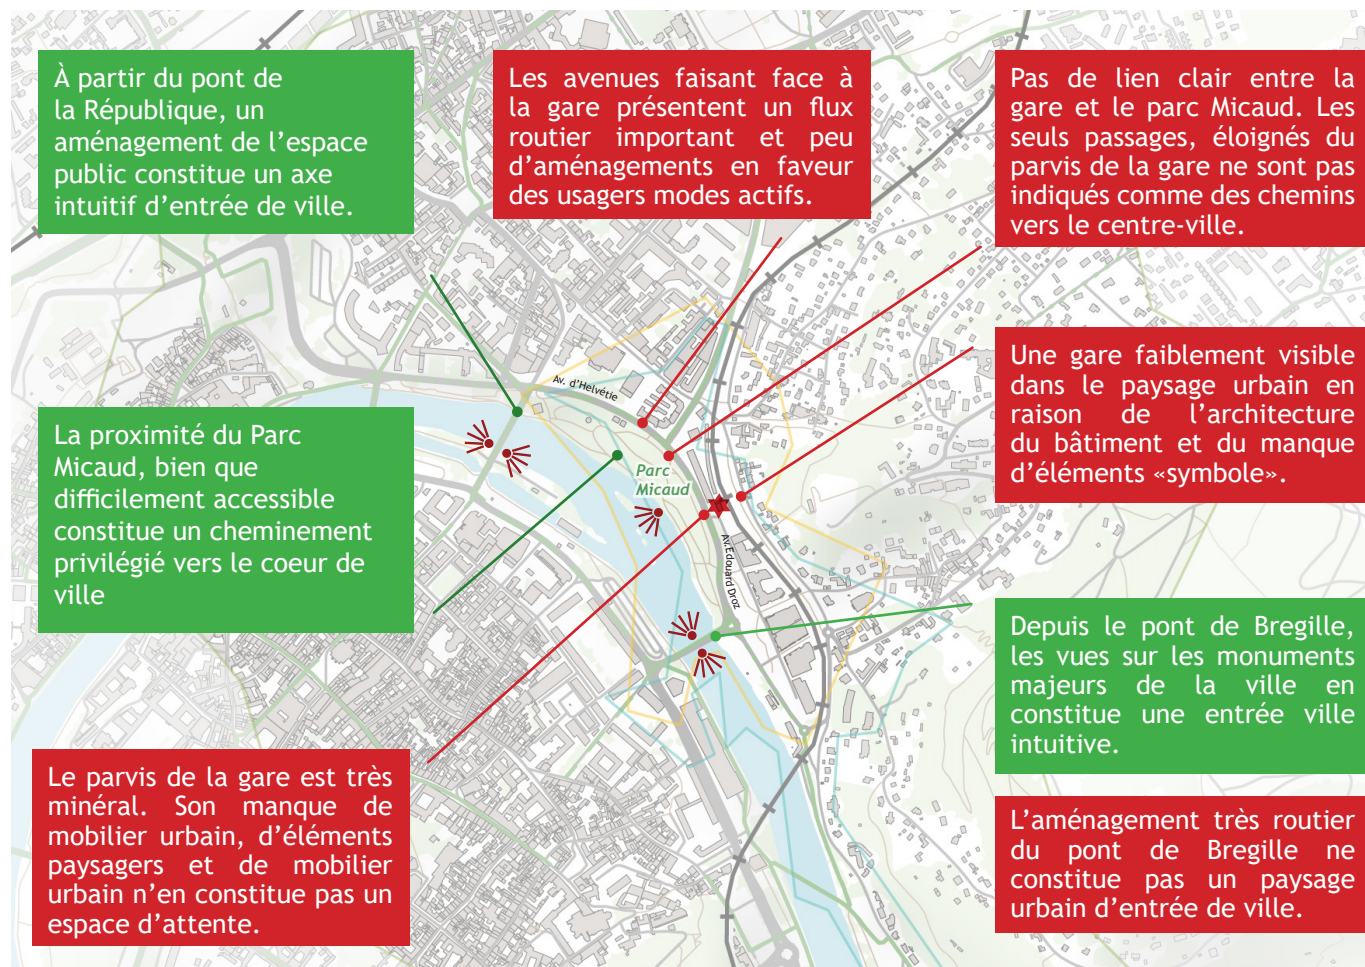 À partir du pont de
la République, un
aménagement de l'espace
public constitue un axe
intuitif d'entrée de ville.
Les avenues faisant face à
la gare présentent un flux
routier important et peu
d'aménagements en faveur
des usagers modes actifs.
Pas de lien clair entre la
gare et le parc Micaud. Les
seuls passages, éloignés du
parvis de la gare ne sont pas
indiqués comme des chemins
vers le centre-ville.
Une gare faiblement visible
dans le paysage urbain en
raison de l'architecture
du bâtiment et du manque
d'éléments «symbole».
Av. d'Helvétie
La proximité du Parc
Micaud, bien que
difficilement accessible
constitue un cheminement
privilégié vers le coeur de
ville
Parc
Micaud
Av. Edouard Droz
Depuis le pont de Bregille,
les vues sur les monuments
majeurs de la ville en
constitue une entrée ville
intuitive.
Le parvis de la gare est très
minéral. Son manque de
mobilier urbain, d'éléments
paysagers et de mobilier
urbain n'en constitue pas un
espace d'attente.
L'aménagement très routier
du pont de Bregille ne
constitue pas un paysage
urbain d'entrée de ville.